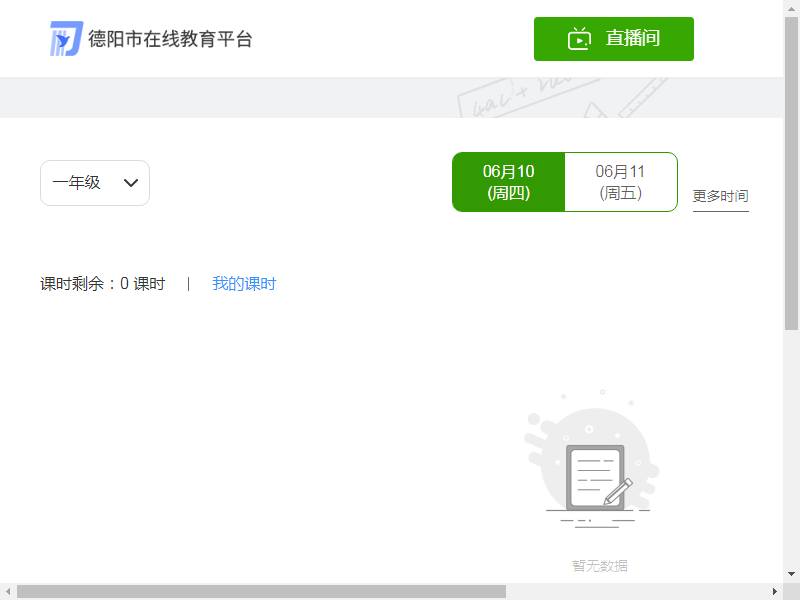 德阳市在线教育平台
直播间
一年级
06月10
(周四)
06月11
(周五)
更多时间
课时剩余：0 课时 | 我的课时
暂无数据